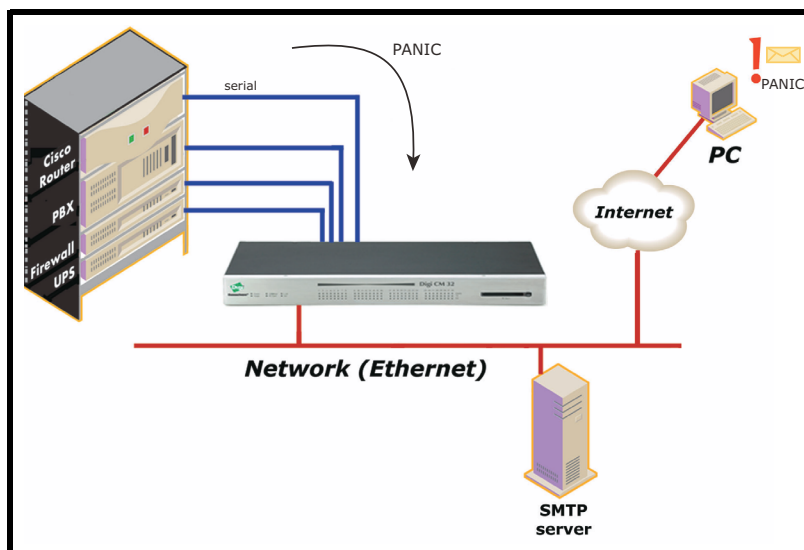 PANIC
PANIC
serial
Cisco
Router
PBX
Firewall
UPS
PC
Internet
Digi CM 32
Network (Ethernet)
SMTP
server